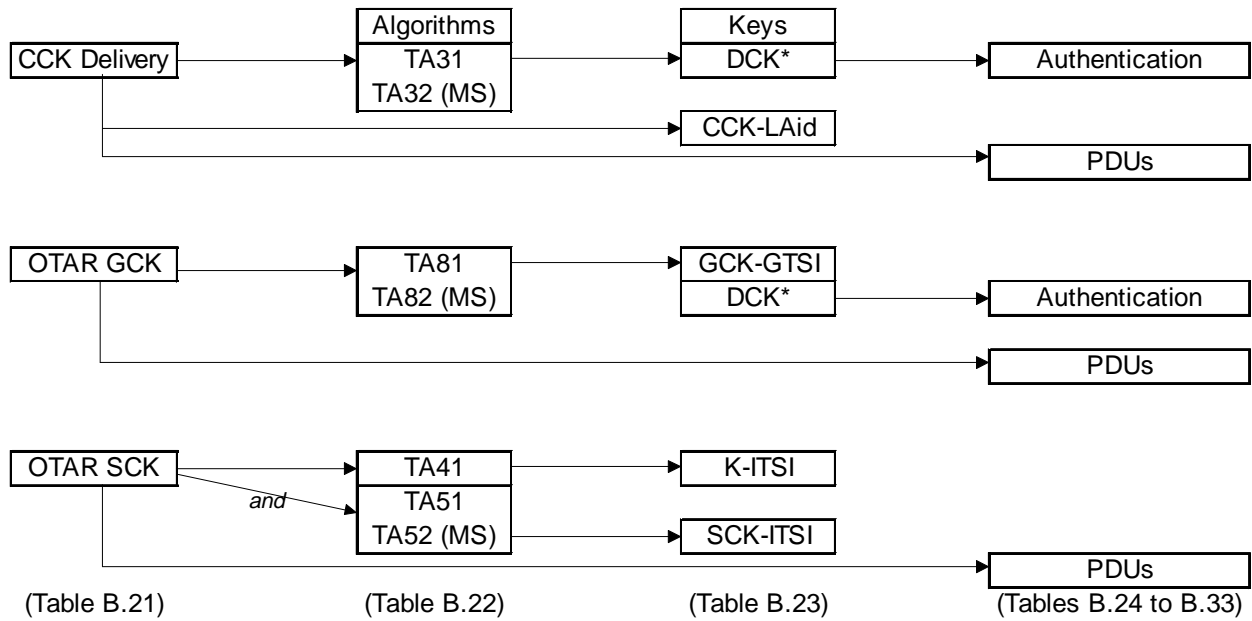 Algorithms
Keys
CCK Delivery
TA31
DCK*
Authentication
TA32 (MS)
CCK-LAid
PDUs
OTAR GCK
TA81
GCK-GTSI
TA82 (MS)
DCK*
Authentication
PDUs
OTAR SCK
TA41
K-ITSI
and
TA51
TA52 (MS)
SCK-ITSI
PDUs
(Table B.21)
(Table B.22)
(Table B.23)
(Tables B.24 to B.33)